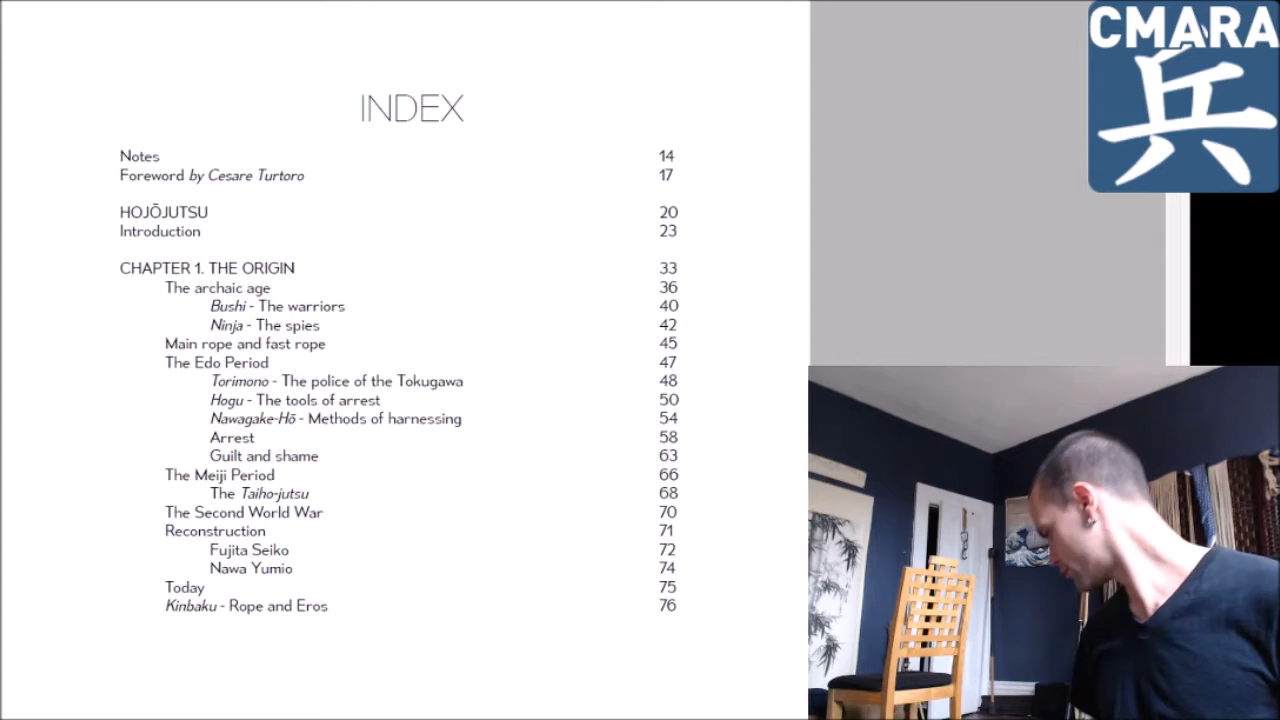 INDEX
Notes 14
Foreword by Cesare Turtoro 17
HOJŌJUTSU 20
Introduction 23
CHAPTER 1. THE ORIGIN 33
The archaic age 36
Bushi - The warriors 40
Ninja - The spies 42
Main rope and fast rope 45
The Edo Period 47
Torimono - The police of the Tokugawa 48
Hogu - The tools of arrest 50
Nawagake-Hō - Methods of harnessing 54
Arrest 58
Guilt and shame 63
The Meiji Period 66
The Taiho-jutsu 68
The Second World War 70
Reconstruction 71
Fujita Seiko 72
Nawa Yumio 74
Today 75
Kinbaku - Rope and Eros 76
CMARA
兵